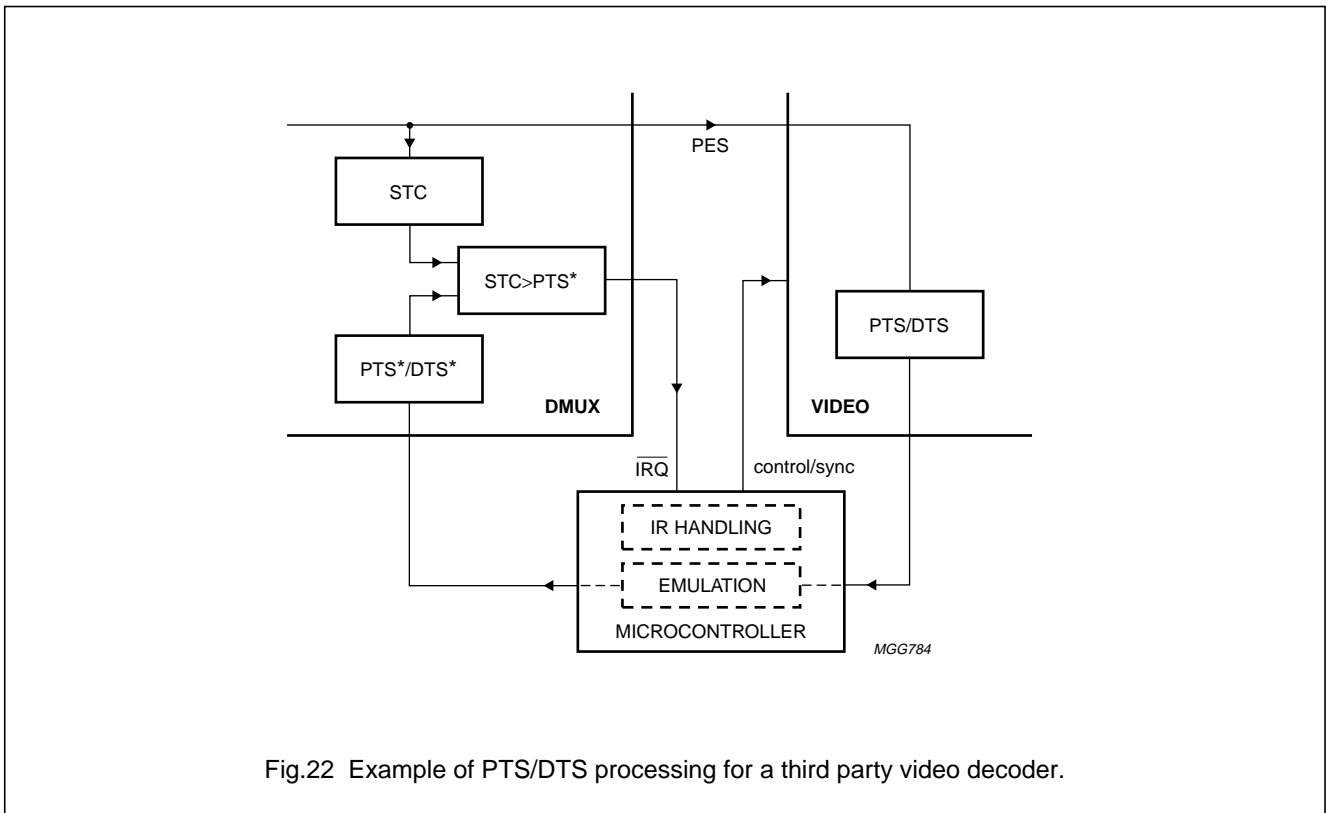 PES
STC
STC>PTS*
PTS/DTS
PTS*/DTS*
DMUX
VIDEO
IRQ
control/sync
IR HANDLING
EMULATION
MICROCONTROLLER
MGG784
Fig.22 Example of PTS/DTS processing for a third party video decoder.